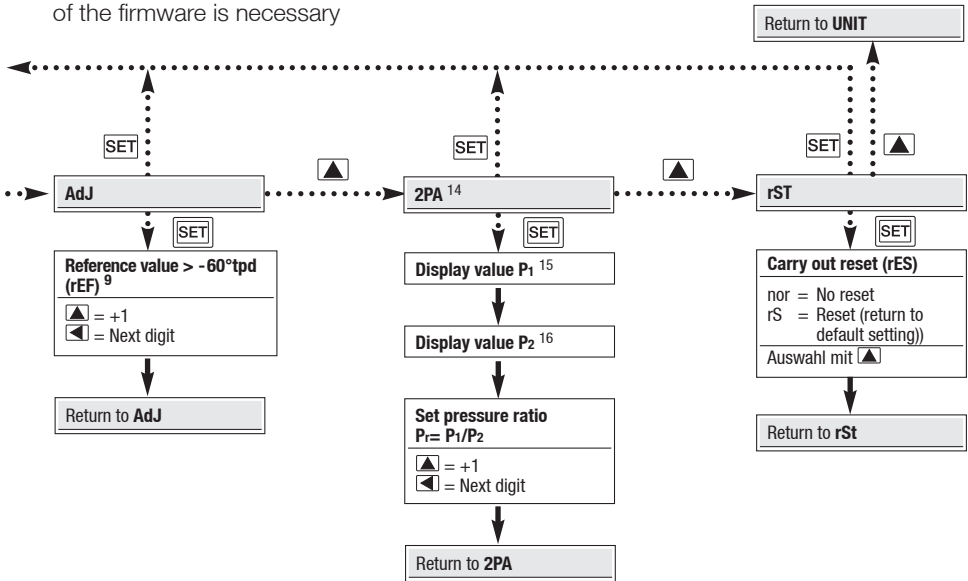 of the firmware is necessary
Return to UNIT
SET
SET
SET
AdJ
2PA 14
rST
SET
SET
SET
Reference value > -60°tpd
(rEF) 9
= +1
= Next digit
Return to AdJ
Display value P1 15
Display value P2 16
Set pressure ratio
Pr= P1/P2
= +1
= Next digit
Return to 2PA
Carry out reset (rES)
nor = No reset
rS = Reset (return to
default setting))
Auswahl mit
Return to rSt